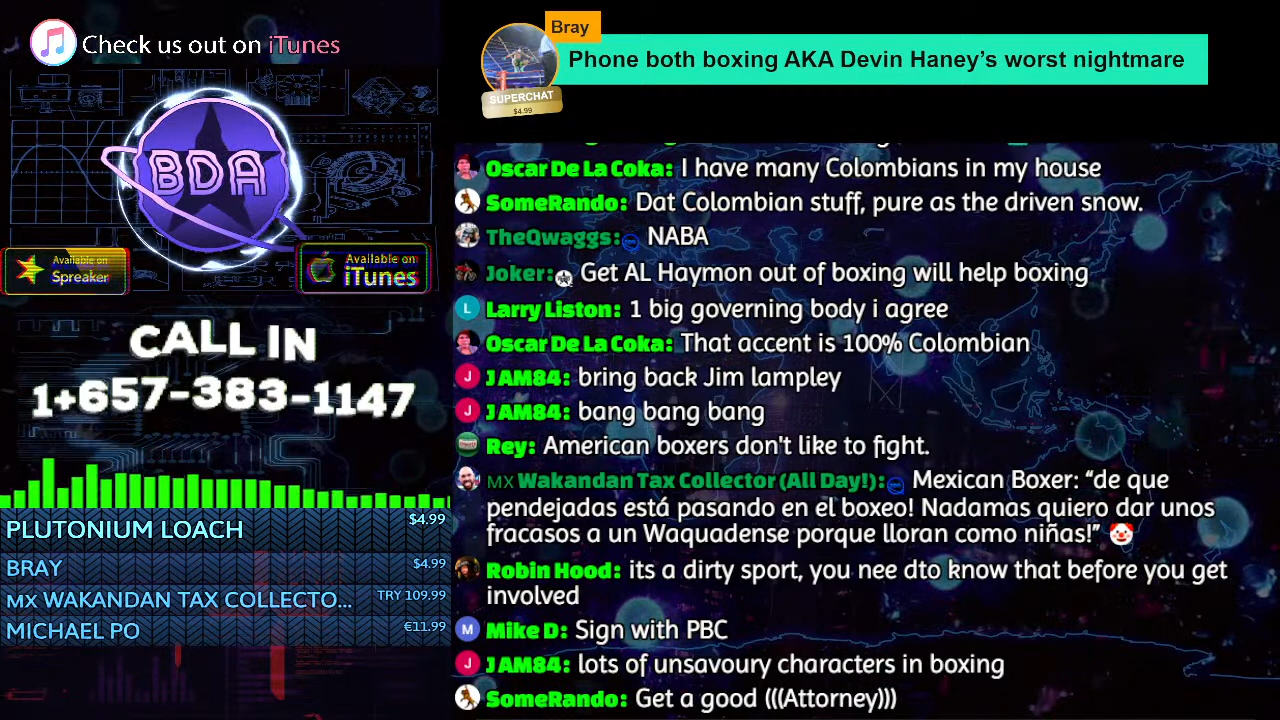 Check us out on iTunes
BDA
Available on
Spreaker
Available on
iTunes
CALL IN
1+657-383-1147
PLUTONIUM LOACH $4.99
BRAY $4.99
MX WAKANDAN TAX COLLECTO... TRY 109.99
MICHAEL PO €11.99
Bray
Phone both boxing AKA Devin Haney’s worst nightmare
SUPERCHAT
$4.99
Oscar De La Coka: I have many Colombians in my house
SomeRando: Dat Colombian stuff, pure as the driven snow.
TheQwaggs: NABA
Joker: Get AL Haymon out of boxing will help boxing
L Larry Liston: 1 big governing body i agree
Oscar De La Coka: That accent is 100% Colombian
J JAM84: bring back Jim lampley
J JAM84: bang bang bang
Rey: American boxers don't like to fight.
MX Wakandan Tax Collector (All Day!): Mexican Boxer: “de que
pendejadas está pasando en el boxeo! Nadamas quiero dar unos
fracasos a un Waquadense porque lloran como niñas!” 🤡
Robin Hood: its a dirty sport, you nee dto know that before you get
involved
M Mike D: Sign with PBC
J JAM84: lots of unsavoury characters in boxing
SomeRando: Get a good (((Attorney)))